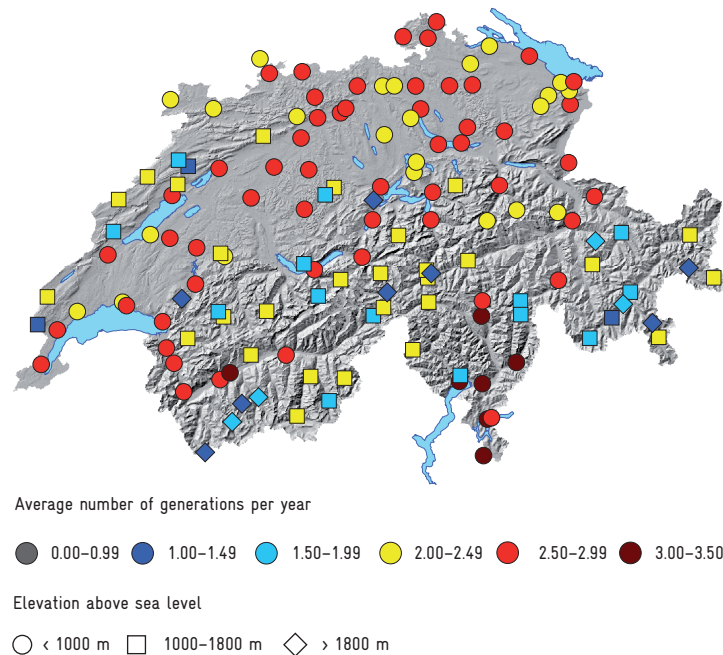 Average number of generations per year
0.00–0.99 1.00–1.49 1.50–1.99 2.00–2.49 2.50–2.99 3.00–3.50
Elevation above sea level
< 1000 m 1000–1800 m > 1800 m